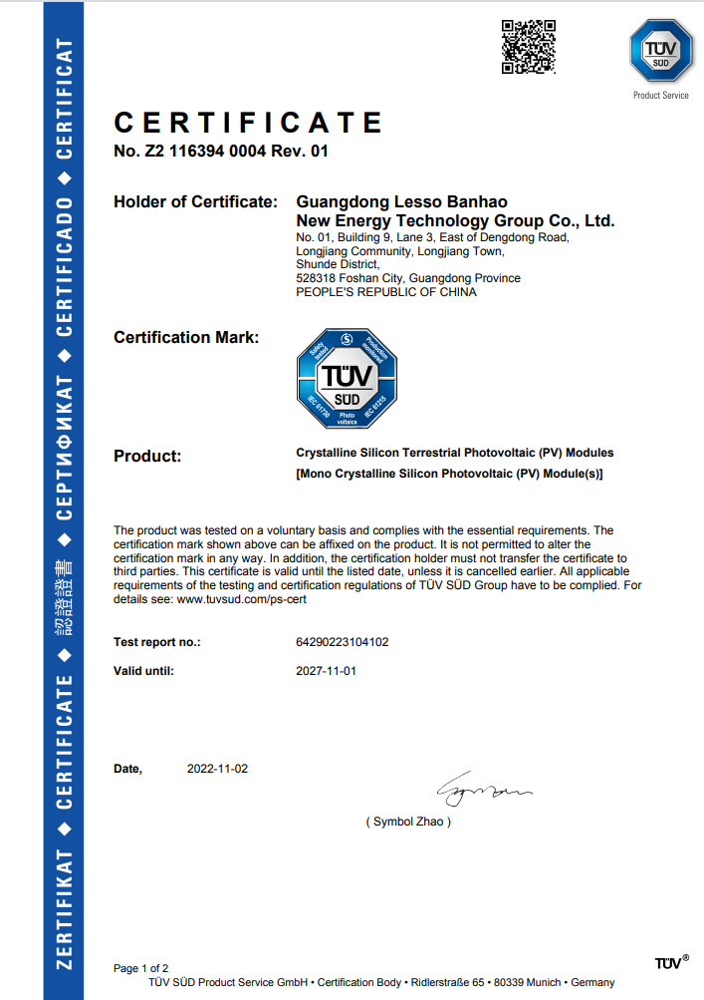 ZERTIFIKAT ◆ CERTIFICATE ◆ 認證證書 ◆ СЕРТИФИКАТ ◆ CERTIFICADO ◆ CERTIFICAT
TÜV
SÜD
Product Service
CERTIFICATE
No. Z2 116394 0004 Rev. 01
Holder of Certificate: Guangdong Lesso Banhao
New Energy Technology Group Co., Ltd.
No. 01, Building 9, Lane 3, East of Dengdong Road,
Longjiang Community, Longjiang Town,
Shunde District,
528318 Foshan City, Guangdong Province
PEOPLE'S REPUBLIC OF CHINA
Certification Mark:
Safety tested
S
Production monitored
TÜV
SÜD
IEC 61730
Photo
voltaics
IEC 61215
Product: Crystalline Silicon Terrestrial Photovoltaic (PV) Modules
[Mono Crystalline Silicon Photovoltaic (PV) Module(s)]
The product was tested on a voluntary basis and complies with the essential requirements. The
certification mark shown above can be affixed on the product. It is not permitted to alter the
certification mark in any way. In addition, the certification holder must not transfer the certificate to
third parties. This certificate is valid until the listed date, unless it is cancelled earlier. All applicable
requirements of the testing and certification regulations of TÜV SÜD Group have to be complied. For
details see: www.tuvsud.com/ps-cert
Test report no.: 64290223104102
Valid until: 2027-11-01
Date, 2022-11-02
( Symbol Zhao )
Page 1 of 2
TÜV SÜD Product Service GmbH • Certification Body • Ridlerstraße 65 • 80339 Munich • Germany
TÜV®